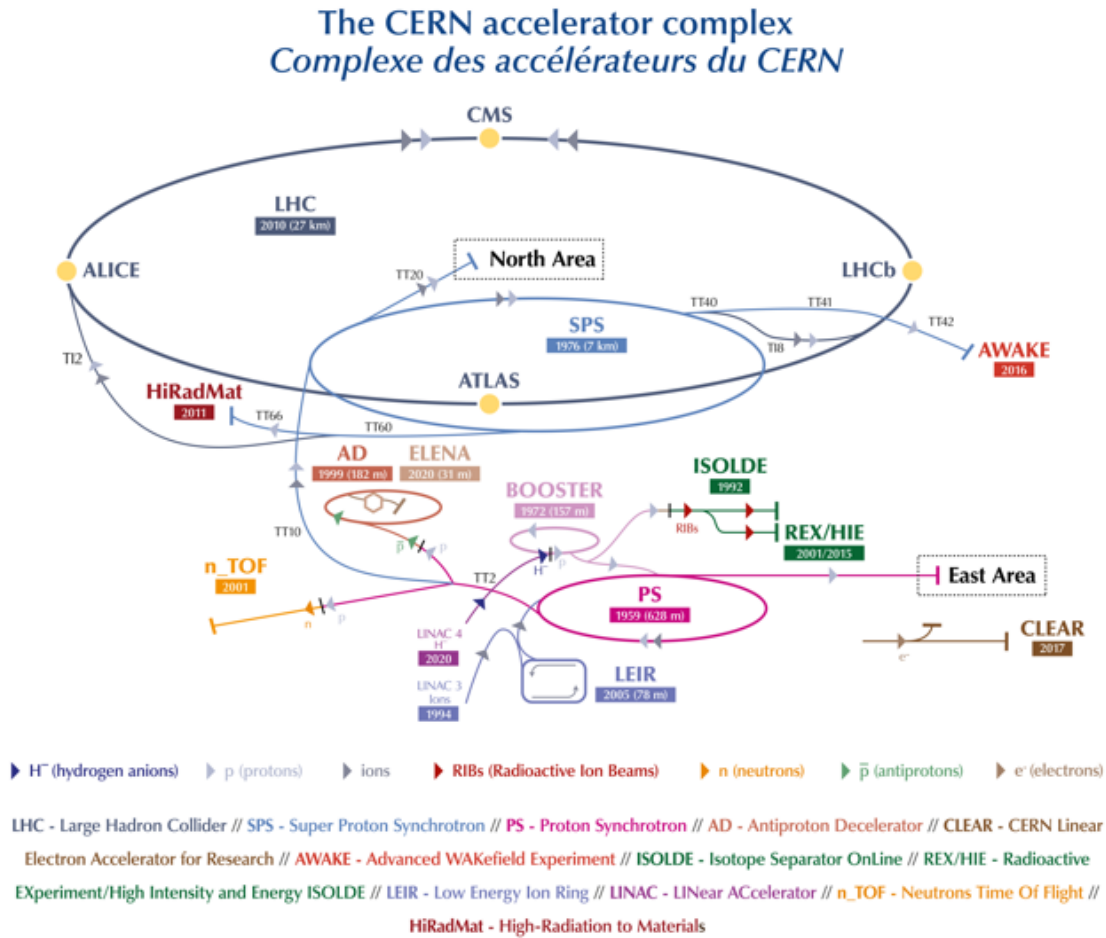 The CERN accelerator complex
Complexe des accélérateurs du CERN
CMS
LHC
2010 (27 km)
ALICE
TT20
North Area
LHCb
TT40
TT41
SPS
1976 (7 km)
TT42
TI8
AWAKE
2016
TI2
HiRadMat
2011
ATLAS
TT66
TT60
AD
1999 (182 m)
ELENA
2020 (31 m)
ISOLDE
1992
BOOSTER
1972 (157 m)
RIBs
REX/HIE
2001/2015
TT10
p
p̅
n_TOF
2001
TT2
H⁻
p
East Area
PS
1959 (628 m)
n
p
LINAC 4
H⁻
2020
CLEAR
2017
e⁻
LINAC 3
Ions
1994
LEIR
2005 (78 m)
H⁻ (hydrogen anions)
p (protons)
ions
RIBs (Radioactive Ion Beams)
n (neutrons)
p̅ (antiprotons)
e⁻ (electrons)
LHC - Large Hadron Collider // SPS - Super Proton Synchrotron // PS - Proton Synchrotron // AD - Antiproton Decelerator // CLEAR - CERN Linear
Electron Accelerator for Research // AWAKE - Advanced WAKefield Experiment // ISOLDE - Isotope Separator OnLine // REX/HIE - Radioactive
EXperiment/High Intensity and Energy ISOLDE // LEIR - Low Energy Ion Ring // LINAC - LINear ACcelerator // n_TOF - Neutrons Time Of Flight //
HiRadMat - High-Radiation to Materials